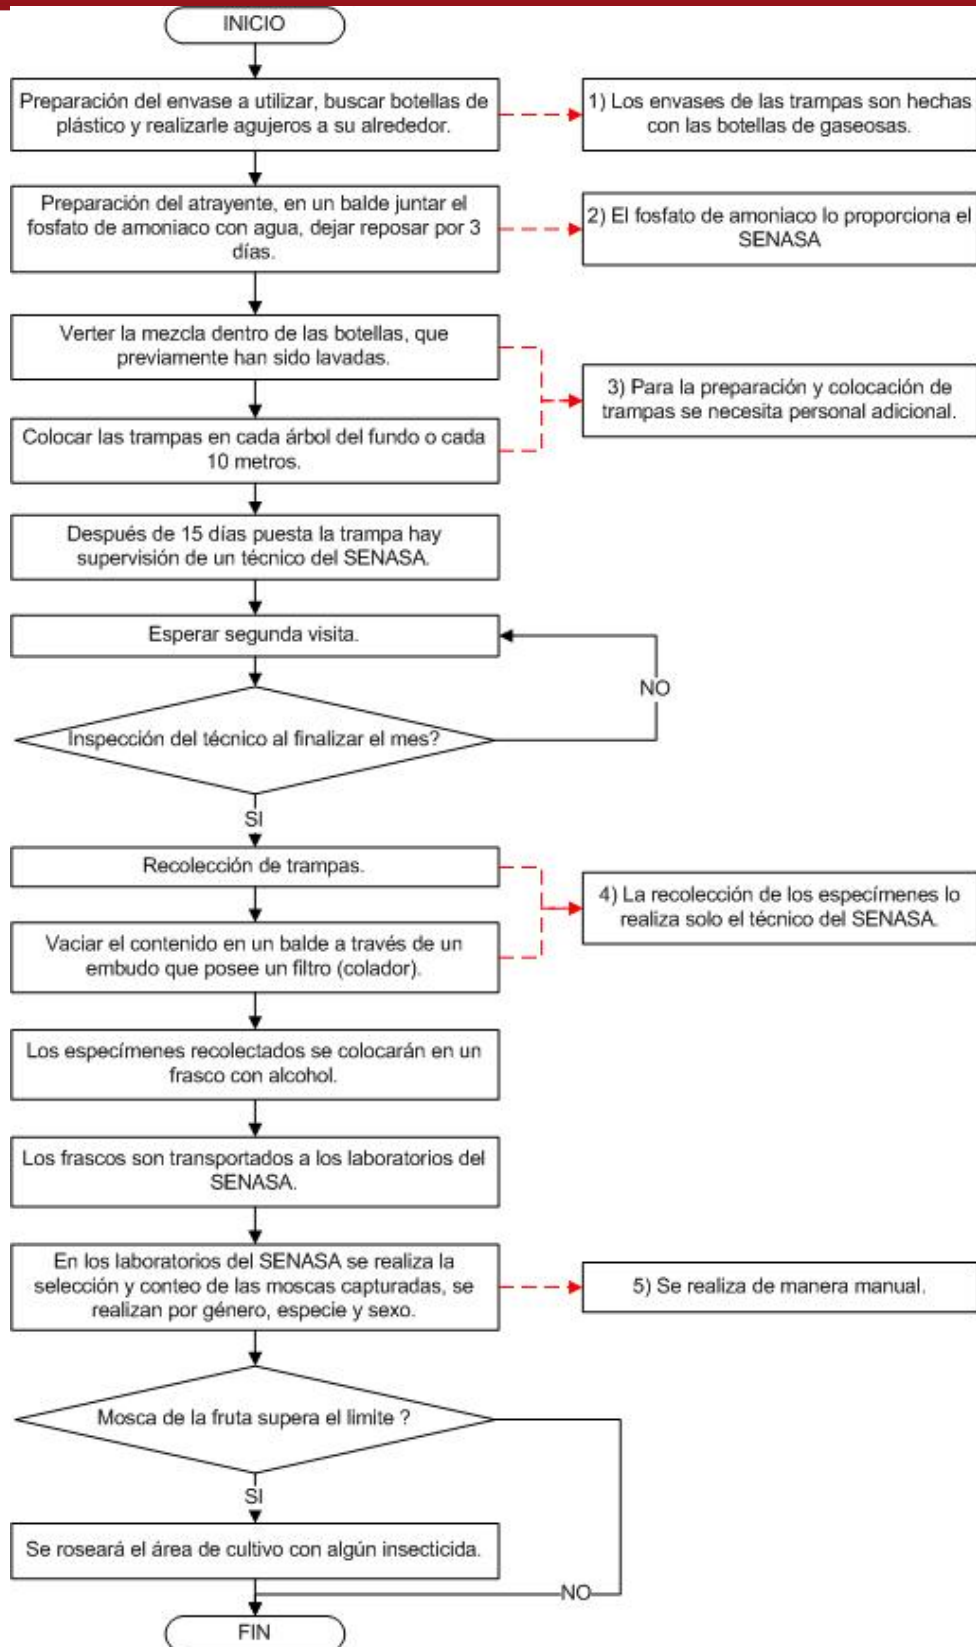 INICIO
Preparación del envase a utilizar, buscar botellas de
plástico y realizarle agujeros a su alrededor.
1) Los envases de las trampas son hechas
con las botellas de gaseosas.
Preparación del atrayente, en un balde juntar el
fosfato de amoniaco con agua, dejar reposar por 3
días.
2) El fosfato de amoniaco lo proporciona el
SENASA
Verter la mezcla dentro de las botellas, que
previamente han sido lavadas.
3) Para la preparación y colocación de
trampas se necesita personal adicional.
Colocar las trampas en cada árbol del fundo o cada
10 metros.
Después de 15 días puesta la trampa hay
supervisión de un técnico del SENASA.
Esperar segunda visita.
NO
Inspección del técnico al finalizar el mes?
SI
Recolección de trampas.
4) La recolección de los especímenes lo
realiza solo el técnico del SENASA.
Vaciar el contenido en un balde a través de un
embudo que posee un filtro (colador).
Los especímenes recolectados se colocarán en un
frasco con alcohol.
Los frascos son transportados a los laboratorios del
SENASA.
En los laboratorios del SENASA se realiza la
selección y conteo de las moscas capturadas, se
realizan por género, especie y sexo.
5) Se realiza de manera manual.
Mosca de la fruta supera el limite ?
SI
Se roseará el área de cultivo con algún insecticida.
NO
FIN